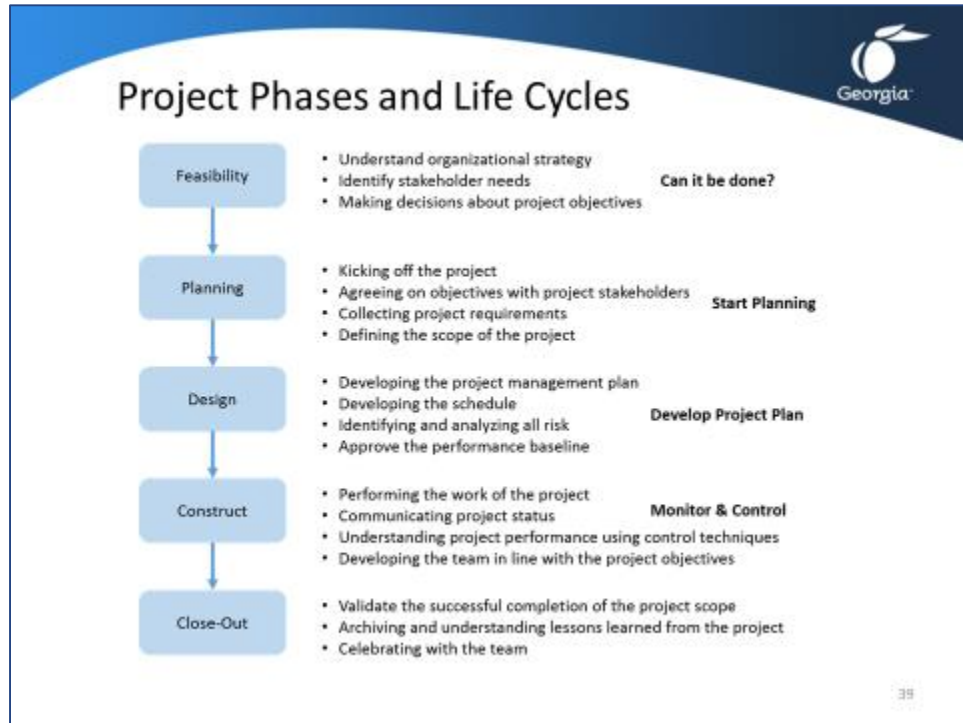 Georgia
Project Phases and Life Cycles
Feasibility
• Understand organizational strategy
• Identify stakeholder needs
• Making decisions about project objectives
Can it be done?
Planning
• Kicking off the project
• Agreeing on objectives with project stakeholders
• Collecting project requirements
• Defining the scope of the project
Start Planning
Design
• Developing the project management plan
• Developing the schedule
• Identifying and analyzing all risk
• Approve the performance baseline
Develop Project Plan
Construct
• Performing the work of the project
• Communicating project status
• Understanding project performance using control techniques
• Developing the team in line with the project objectives
Monitor & Control
Close-Out
• Validate the successful completion of the project scope
• Archiving and understanding lessons learned from the project
• Celebrating with the team
39